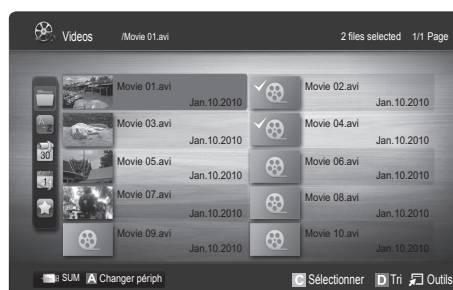 Videos /Movie 01.avi 2 files selected 1/1 Page
Movie 01.avi Movie 02.avi
Jan.10.2010 Jan.10.2010
Movie 03.avi Movie 04.avi
Jan.10.2010 Jan.10.2010
Movie 05.avi Movie 06.avi
Jan.10.2010 Jan.10.2010
Movie 07.avi Movie 08.avi
Jan.10.2010 Jan.10.2010
Movie 09.avi Movie 10.avi
Jan.10.2010 Jan.10.2010
SUM A Changer périph C Sélectionner D Tri Outils